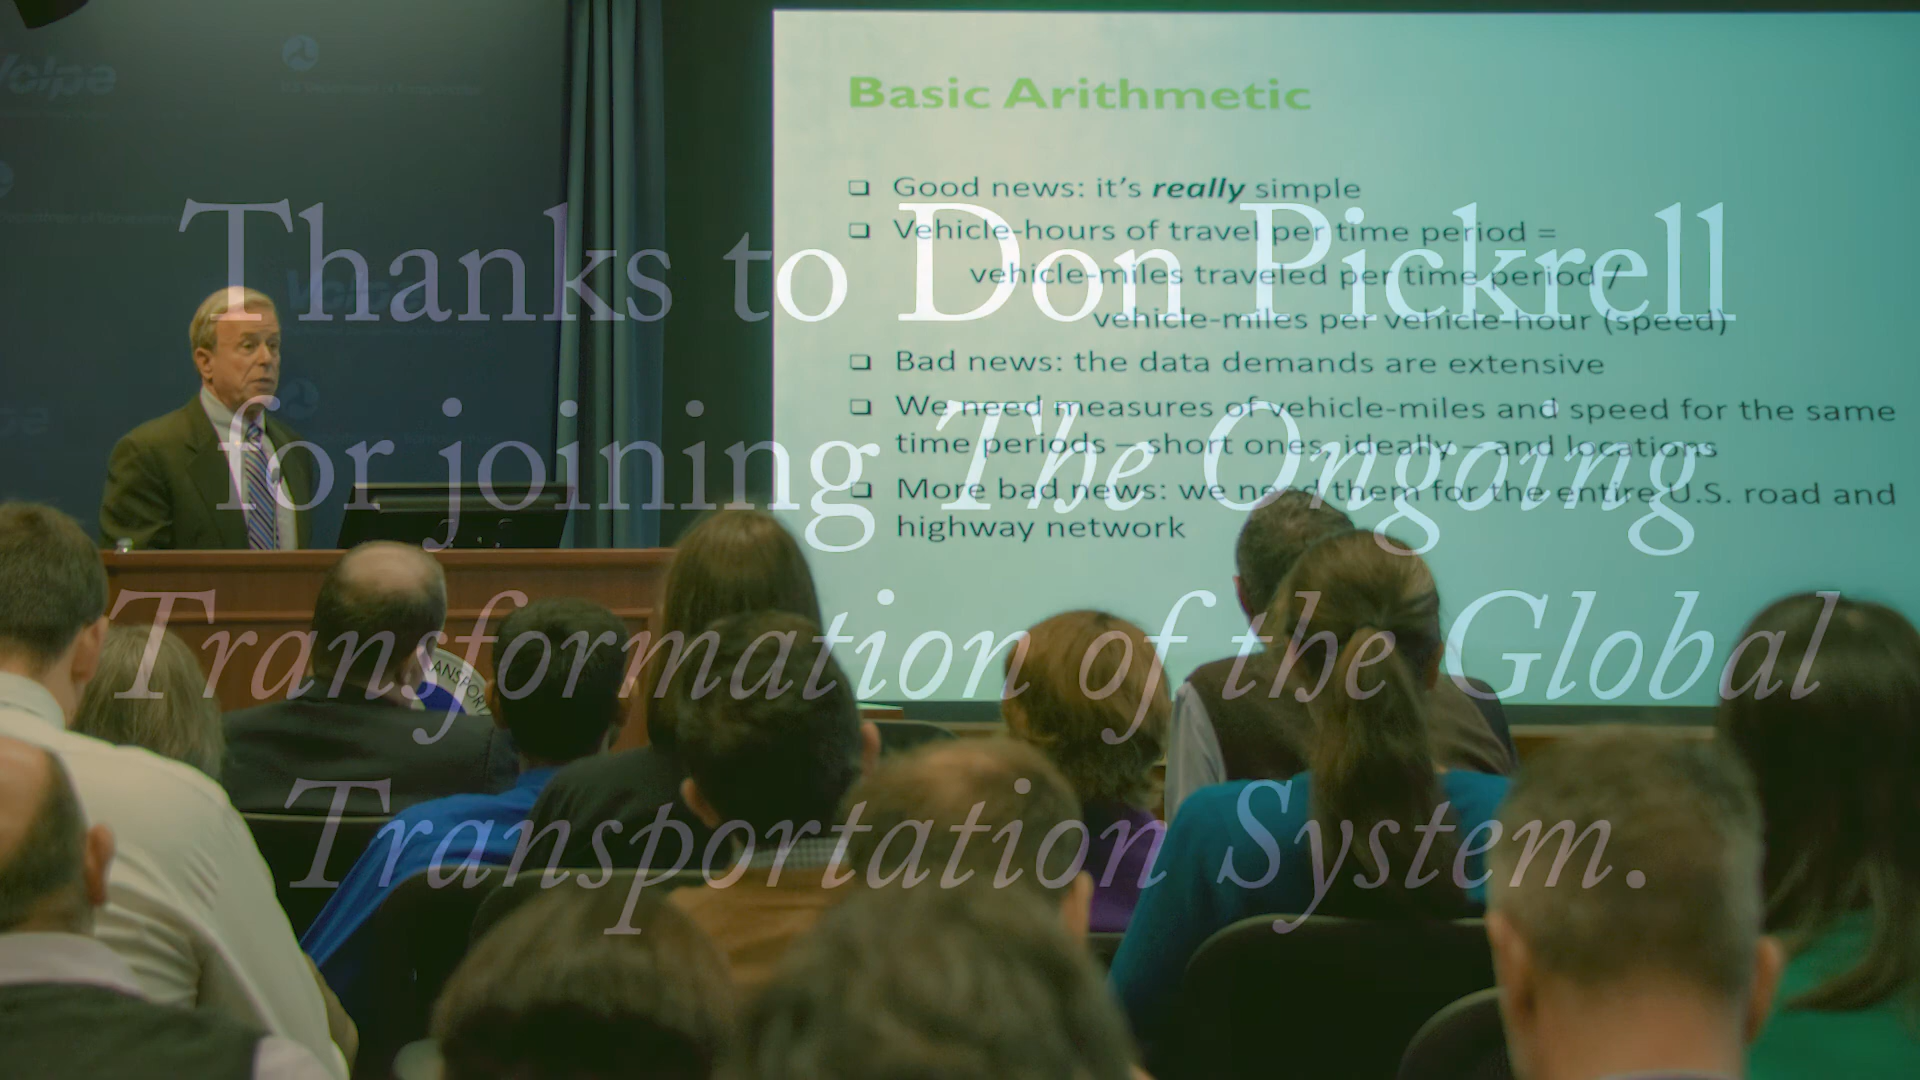 Volpe
Volpe
Basic Arithmetic
❑ Good news: it's really simple
❑ Vehicle-hours of travel per time period =
vehicle-miles traveled per time period /
vehicle-miles per vehicle-hour (speed)
❑ Bad news: the data demands are extensive
❑ We need measures of vehicle-miles and speed for the same
time periods – short ones, ideally – and locations
❑ More bad news: we need them for the entire U.S. road and
highway network
Thanks to Don Pickrell
for joining The Ongoing
Transformation of the Global
Transportation System.